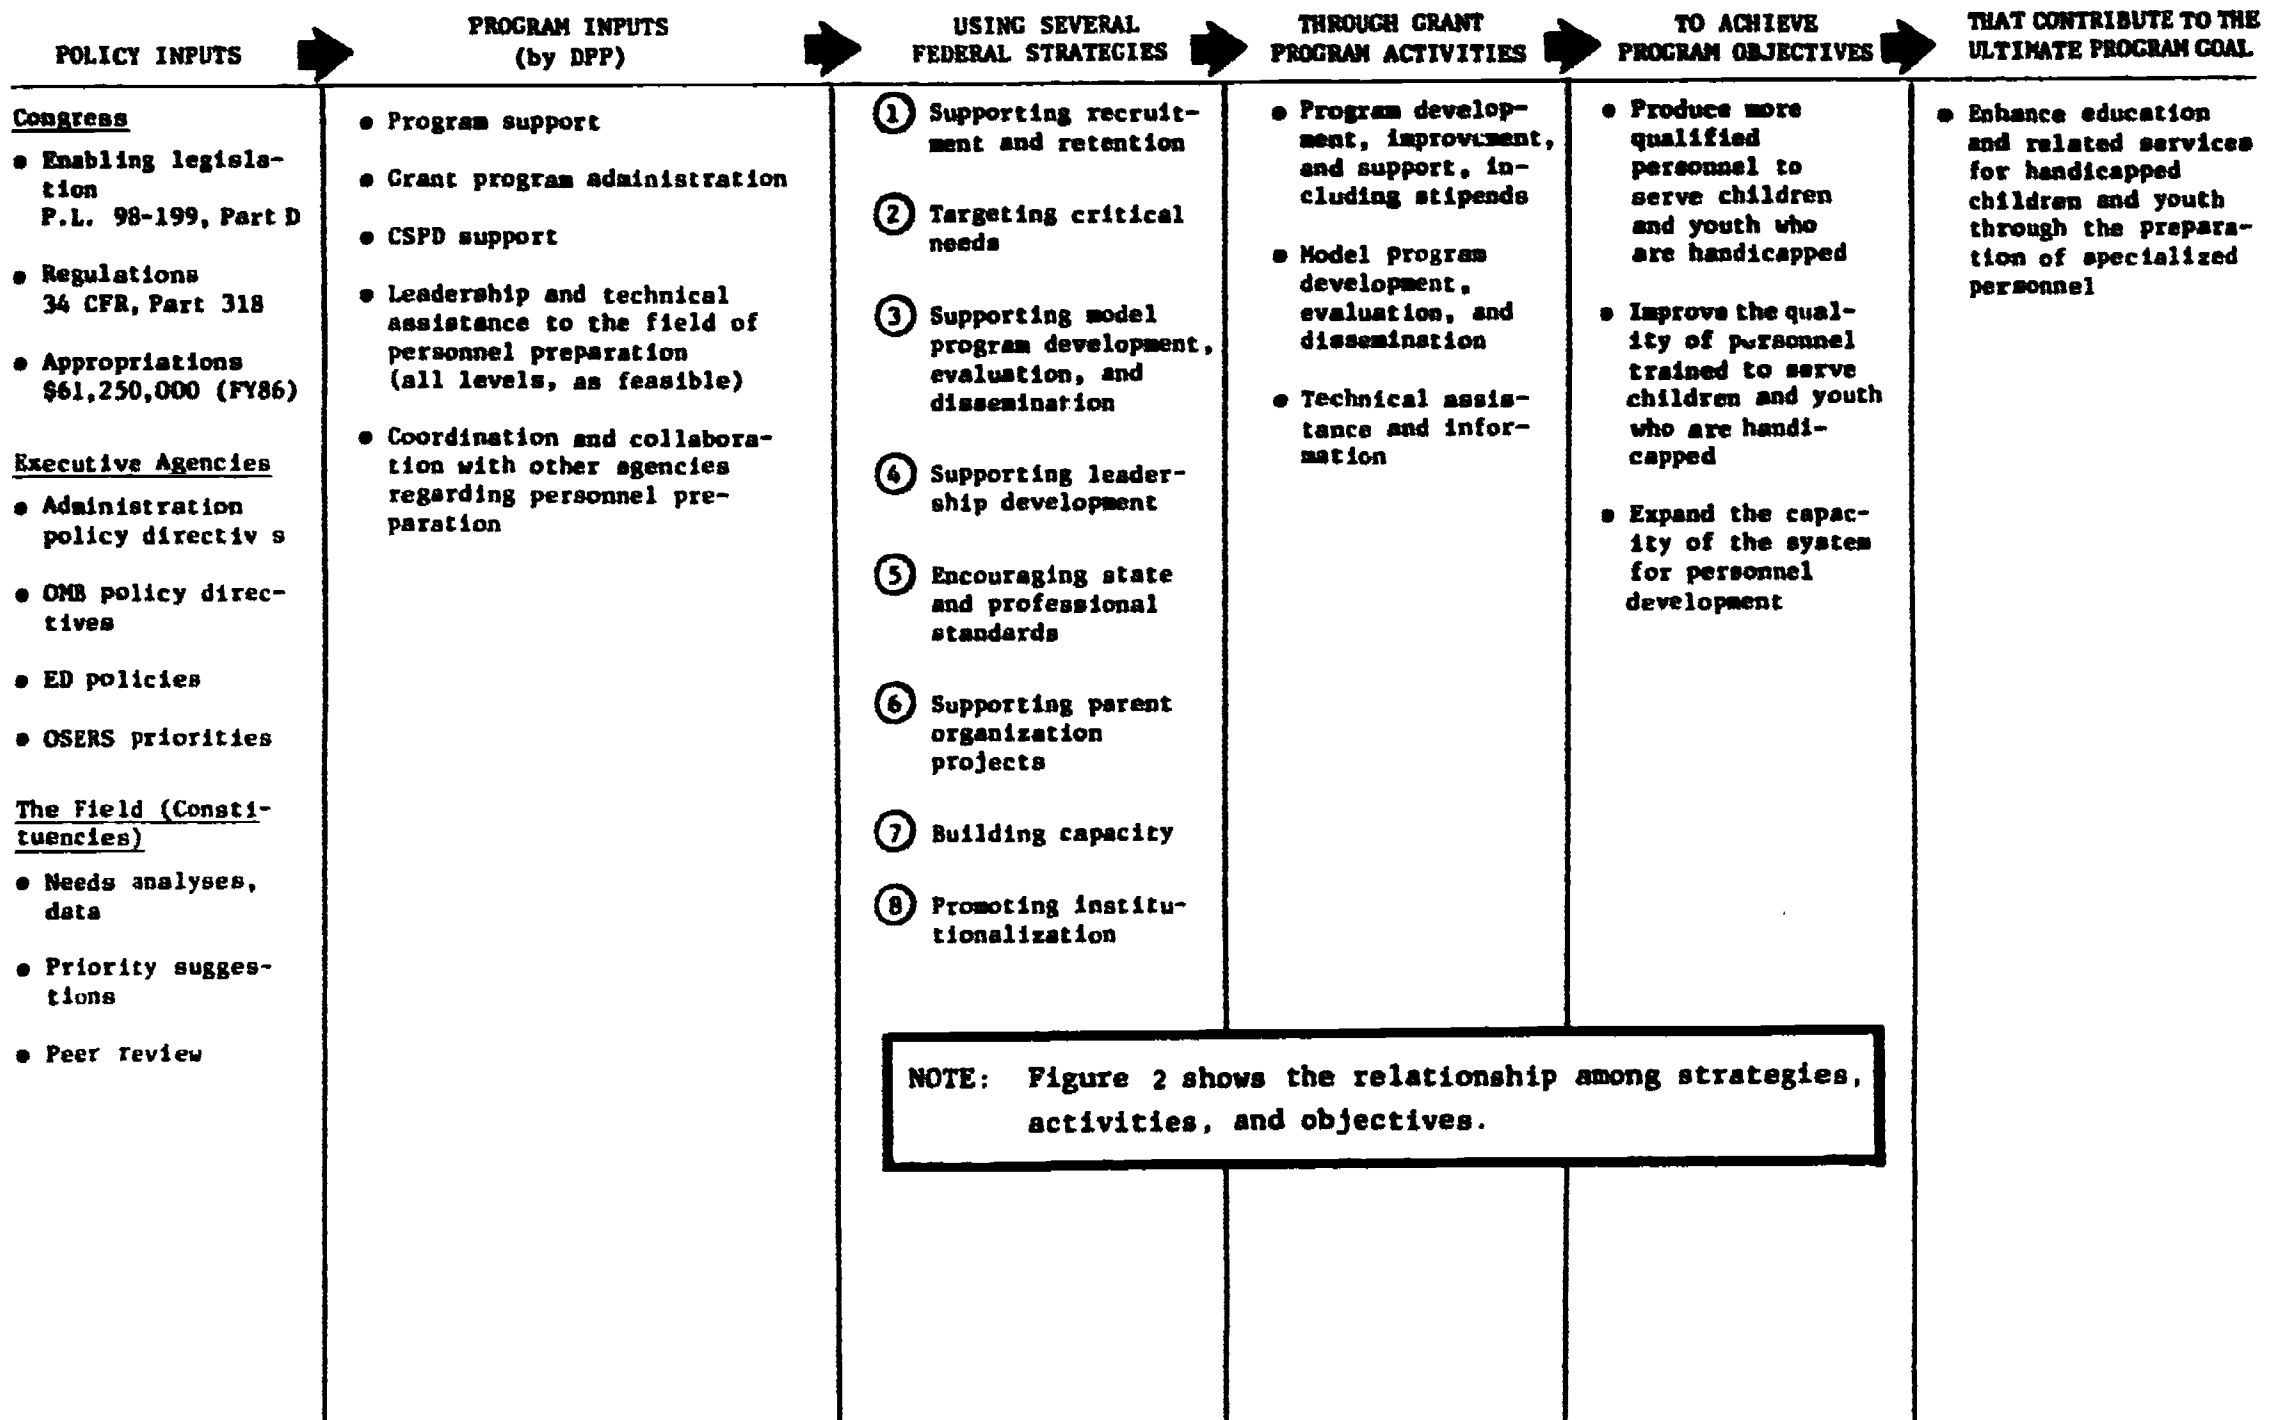 POLICY INPUTS
PROGRAM INPUTS
(by DPP)
USING SEVERAL
FEDERAL STRATEGIES
THROUGH GRANT
PROGRAM ACTIVITIES
TO ACHIEVE
PROGRAM OBJECTIVES
THAT CONTRIBUTE TO THE
ULTIMATE PROGRAM GOAL
Congress
• Enabling legisla-
tion
P.L. 98-199, Part D
• Regulations
34 CFR, Part 318
• Appropriations
$61,250,000 (FY86)
Executive Agencies
• Administration
policy directiv s
• OMB policy direc-
tives
• ED policies
• OSERS priorities
The Field (Consti-
tuencies)
• Needs analyses,
data
• Priority sugges-
tions
• Peer review
• Program support
• Grant program administration
• CSPD support
• Leadership and technical
assistance to the field of
personnel preparation
(all levels, as feasible)
• Coordination and collabora-
tion with other agencies
regarding personnel pre-
paration
1 Supporting recruit-
ment and retention
2 Targeting critical
needs
3 Supporting model
program development,
evaluation, and
dissemination
4 Supporting leader-
ship development
5 Encouraging state
and professional
standards
6 Supporting parent
organization
projects
7 Building capacity
8 Promoting institu-
tionalization
• Program develop-
ment, improvement,
and support, in-
cluding stipends
• Model Program
development,
evaluation, and
dissemination
• Technical assis-
tance and infor-
mation
• Produce more
qualified
personnel to
serve children
and youth who
are handicapped
• Improve the qual-
ity of personnel
trained to serve
children and youth
who are handi-
capped
• Expand the capac-
ity of the system
for personnel
development
• Enhance education
and related services
for handicapped
children and youth
through the prepara-
tion of specialized
personnel
NOTE: Figure 2 shows the relationship among strategies,
activities, and objectives.